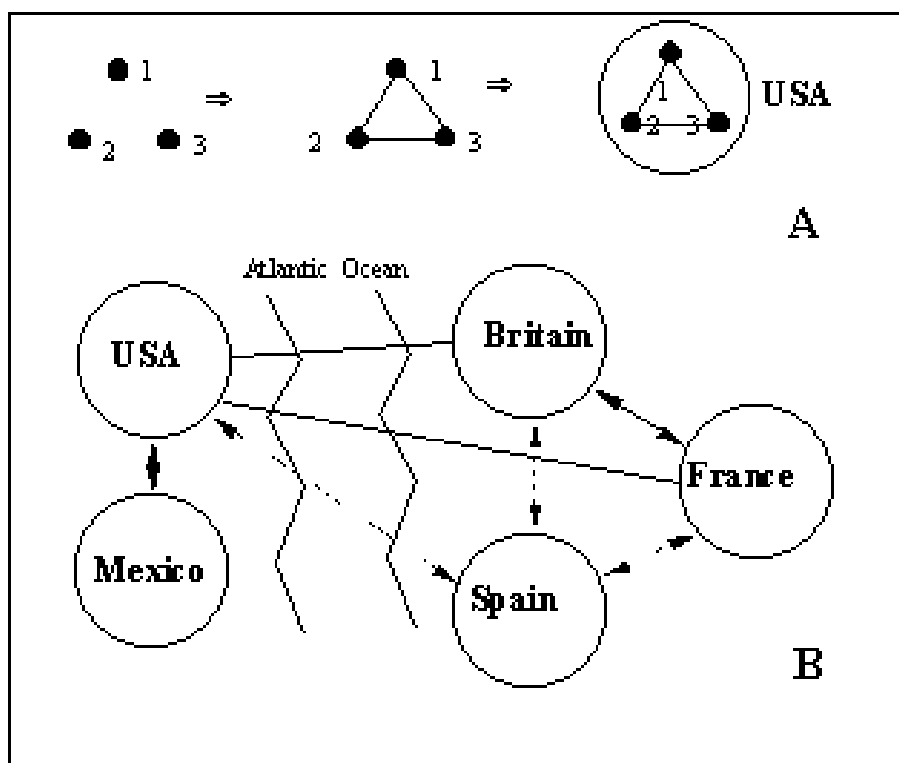 1
2
3
⇒
1
2
3
⇒
1
2
3
USA
A
Atlantic Ocean
USA
Britain
France
Mexico
Spain
B